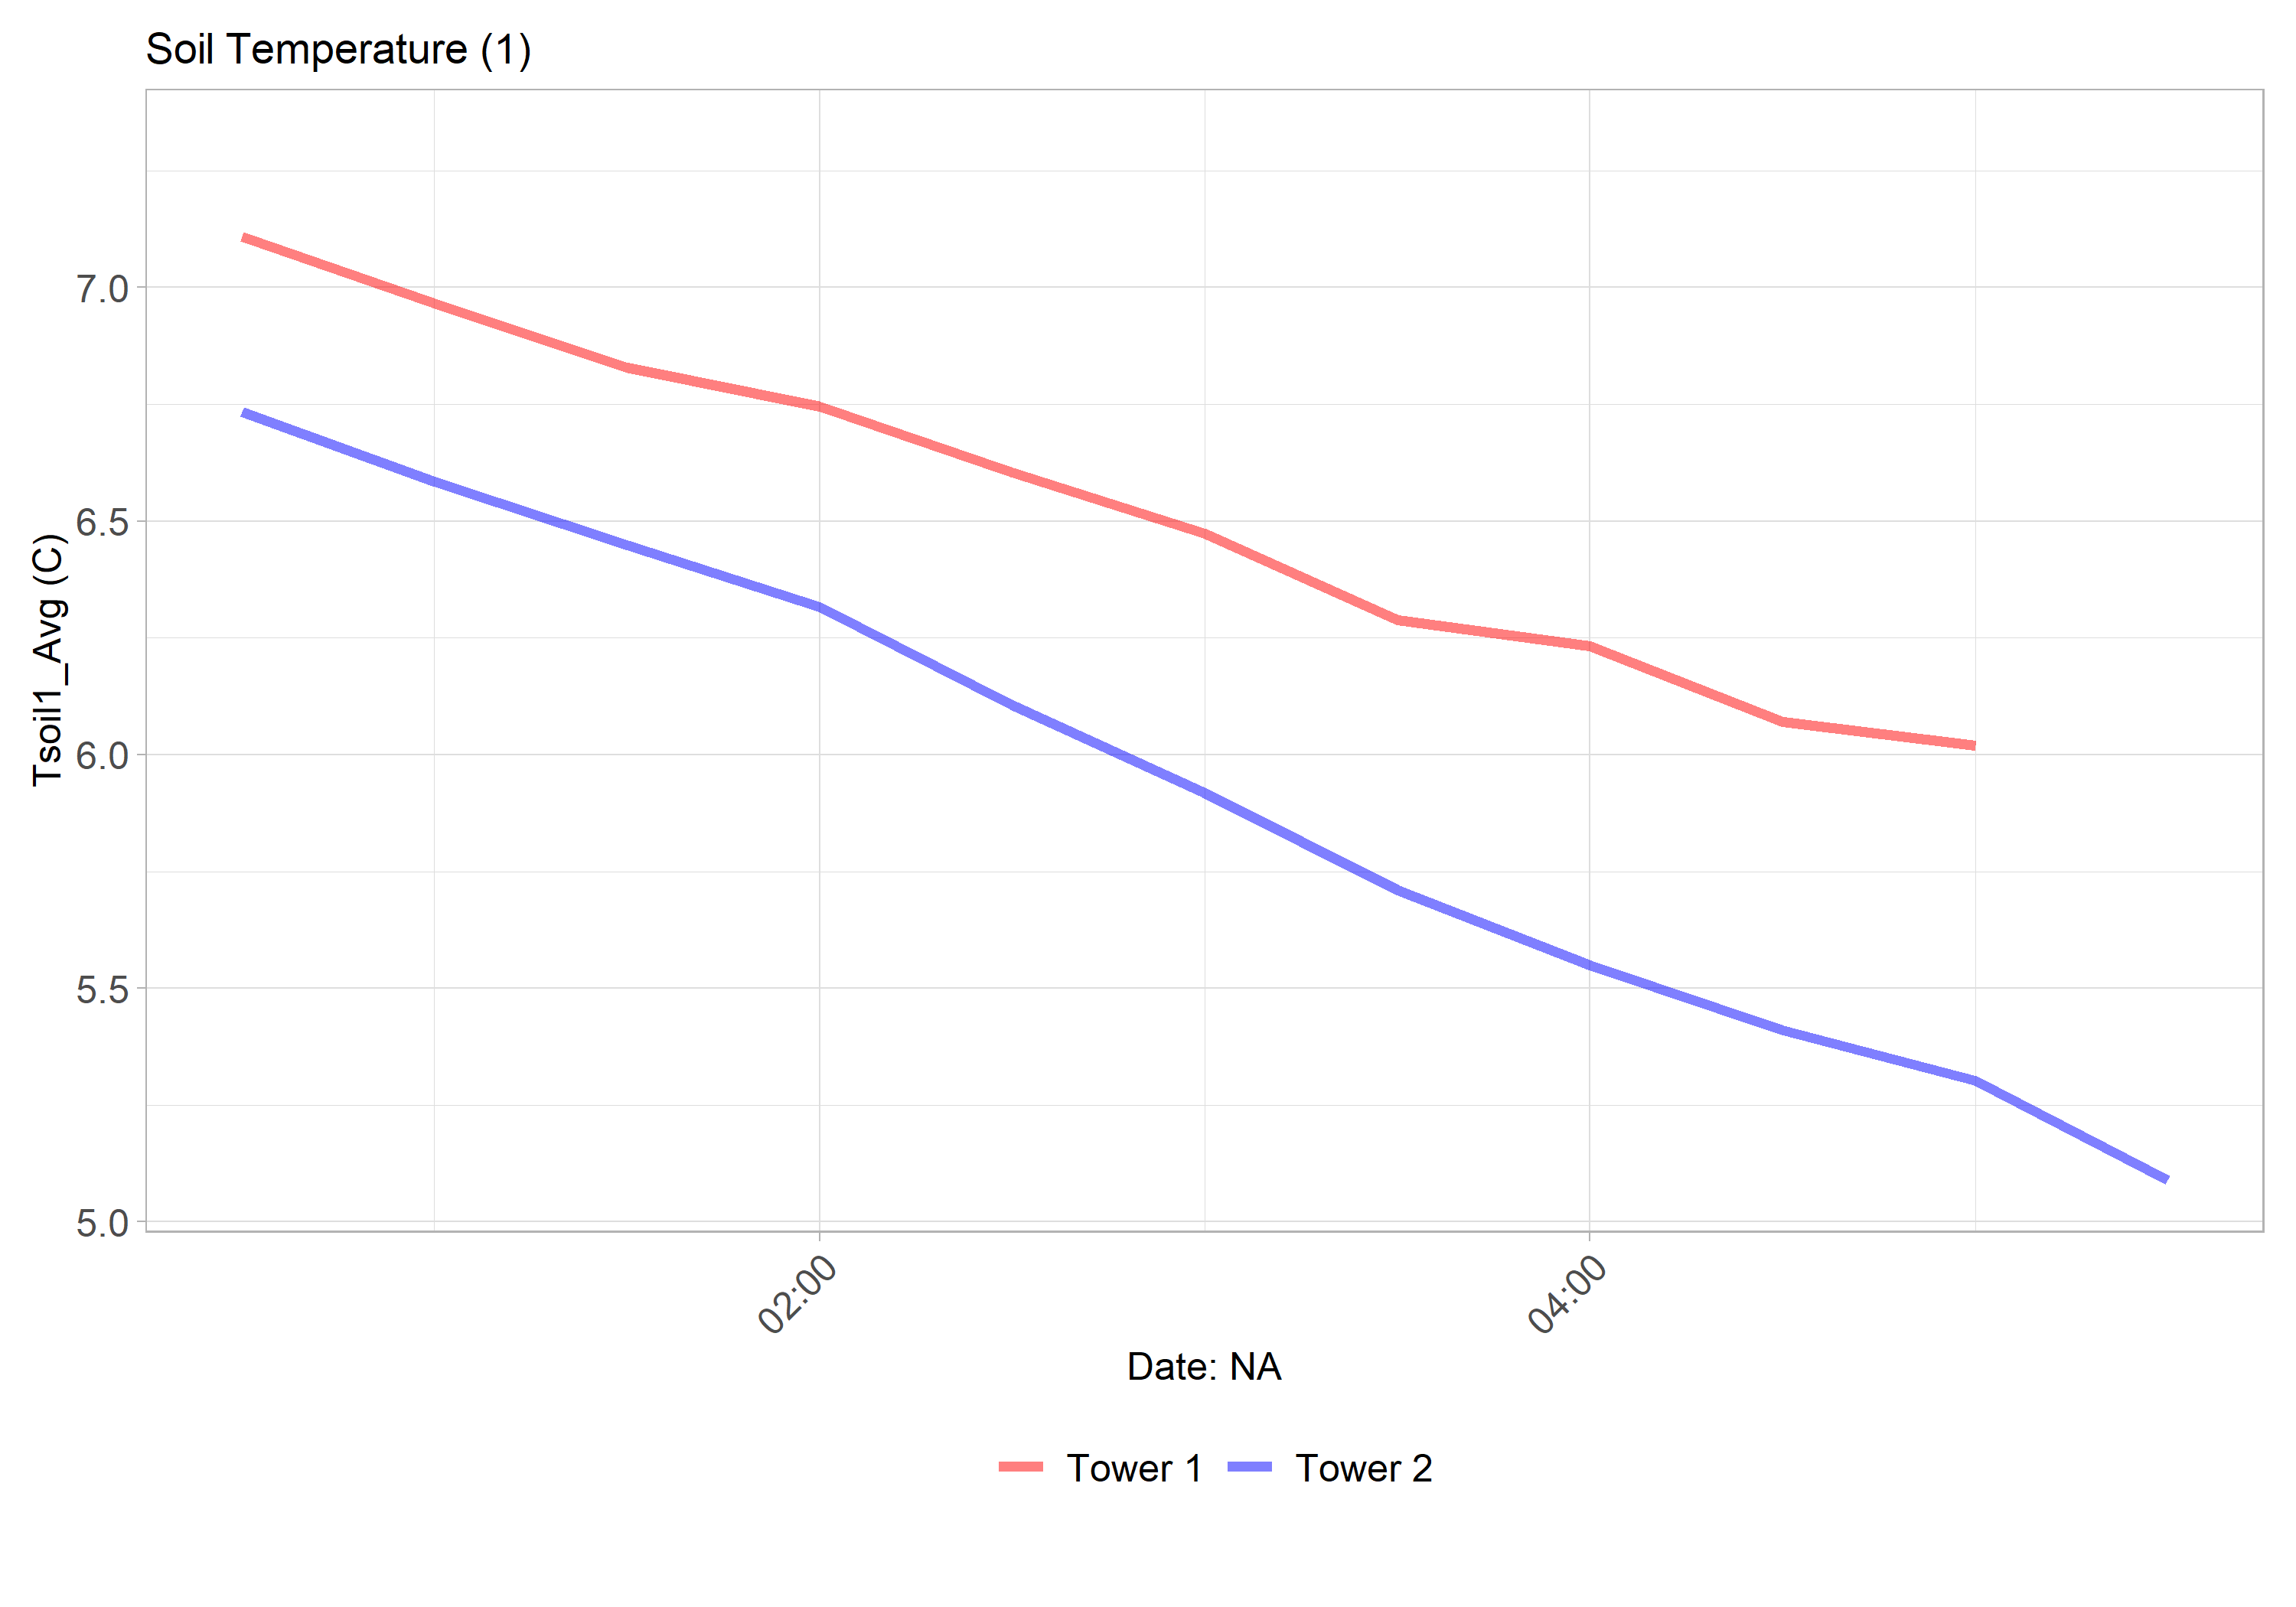 Soil Temperature (1)
Tsoil1_Avg (C)
7.0
6.5
6.0
5.5
5.0
02:00
04:00
Date: NA
Tower 1
Tower 2